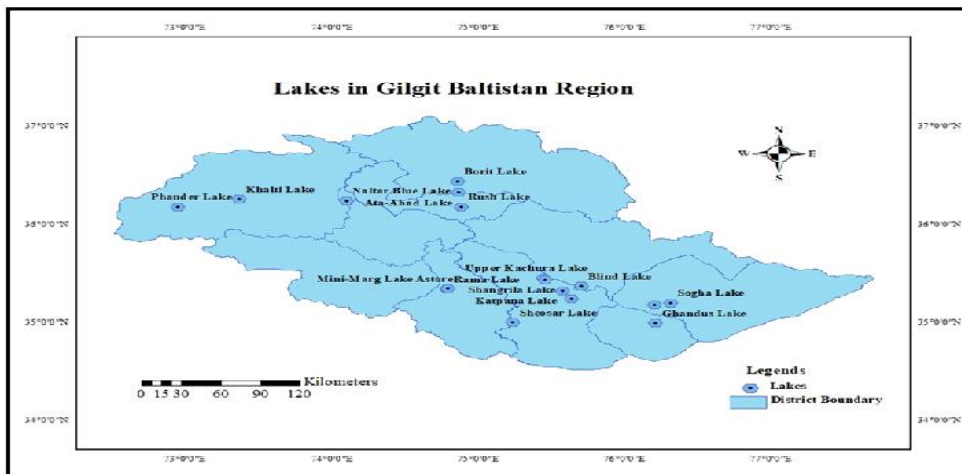 73°0'0"E 74°0'0"E 75°0'0"E 76°0'0"E 77°0'0"E
Lakes in Gilgit Baltistan Region
37°0'0"N 37°0'0"N
N
W E
S
Borit Lake
Khalti Lake Naltar Blue Lake
Phander Lake Rush Lake
Ata-Abad Lake
36°0'0"N 36°0'0"N
Upper Kachura Lake
Blind Lake
Mini-Marg Lake Astore Rama Lake
Shangrila Lake Sogha Lake
Katpana Lake
Sheosar Lake Ghandus Lake
35°0'0"N 35°0'0"N
Legends
Kilometers Lakes
0 15 30 60 90 120 District Boundary
34°0'0"N 34°0'0"N
73°0'0"E 74°0'0"E 75°0'0"E 76°0'0"E 77°0'0"E